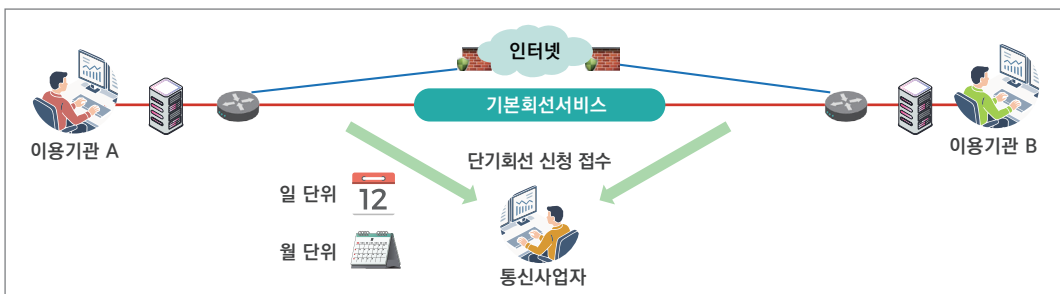 인터넷
기본회선서비스
이용기관 A
이용기관 B
단기회선 신청 접수
일 단위
12
월 단위
통신사업자